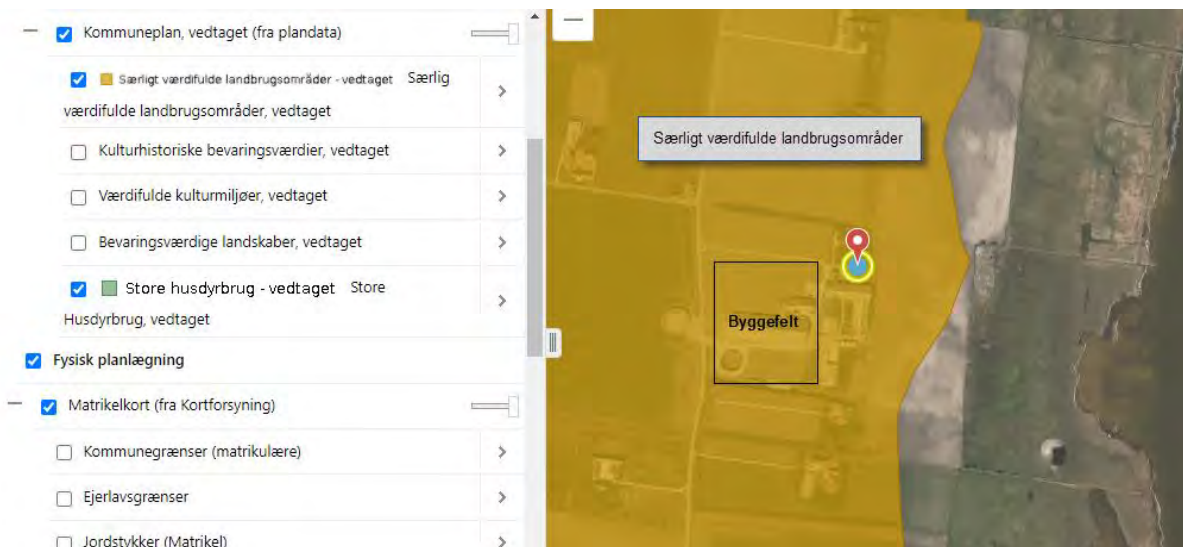 Kommuneplan, vedtaget (fra plandata)
Særligt værdifulde landbrugsområder - vedtaget Særlig
værdifulde landbrugsområder, vedtaget
Kulturhistoriske bevaringsværdier, vedtaget
Værdifulde kulturmiljøer, vedtaget
Bevaringsværdige landskaber, vedtaget
Store husdyrbrug - vedtaget Store
Husdyrbrug, vedtaget
Fysisk planlægning
Matrikelkort (fra Kortforsyning)
Kommunegrænser (matrikulære)
Ejerlavsgrænser
Jordstykker (Matrikel)
Særligt værdifulde landbrugsområder
Byggefelt